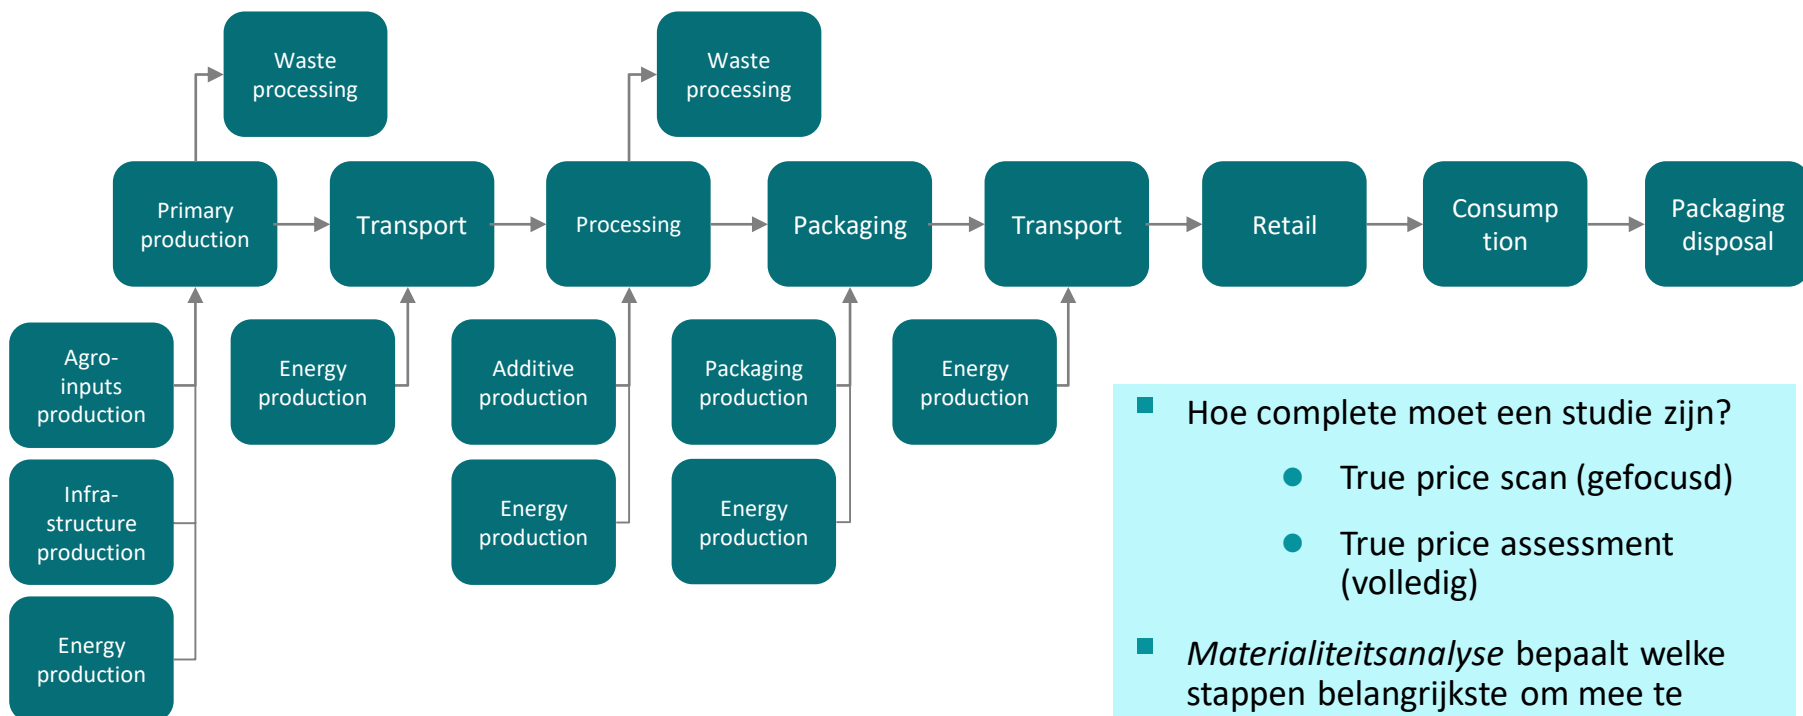 Waste
processing
Waste
processing
Primary
production
Transport
Processing
Packaging
Transport
Retail
Consump
tion
Packaging
disposal
Agro-
inputs
production
Energy
production
Additive
production
Packaging
production
Energy
production
Infra-
structure
production
Energy
production
Energy
production
Energy
production
Hoe complete moet een studie zijn?
True price scan (gefocusd)
True price assessment
(volledig)
Materialiteitsanalyse bepaalt welke
stappen belangrijkste om mee te